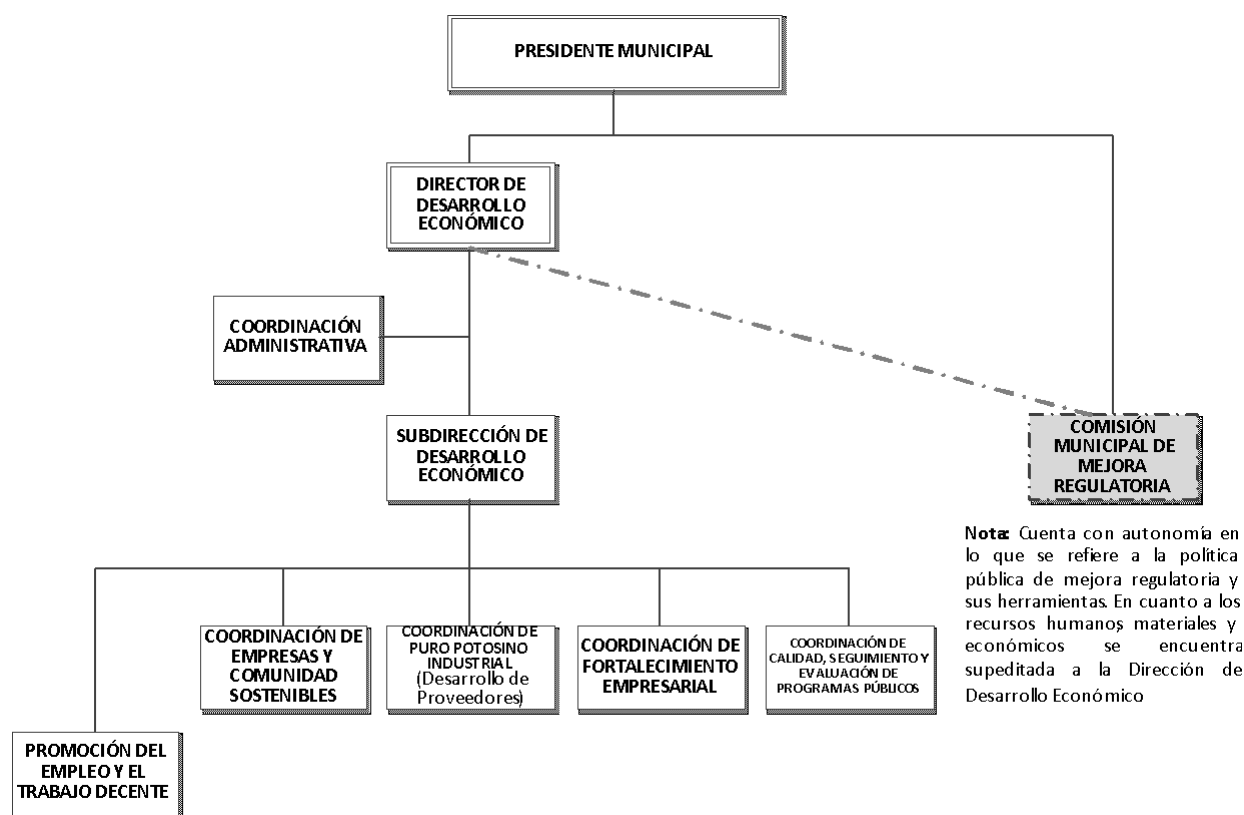 PRESIDENTE MUNICIPAL
DIRECTOR DE
DESARROLLO
ECONÓMICO
COORDINACIÓN
ADMINISTRATIVA
SUBDIRECCIÓN DE
DESARROLLO
ECONÓMICO
COMISIÓN
MUNICIPAL DE
MEJORA
REGULATORIA
Nota: Cuenta con autonomía en
lo que se refiere a la política
pública de mejora regulatoria y
sus herramientas. En cuanto a los
recursos humanos, materiales y
económicos se encuentra
supeditada a la Dirección de
Desarrollo Económico
COORDINACIÓN DE
EMPRESAS Y
COMUNIDAD
SOSTENIBLES
COORDINACIÓN DE
PURO POTOSINO
INDUSTRIAL
(Desarrollo de
Proveedores)
COORDINACIÓN DE
FORTALECIMIENTO
EMPRESARIAL
COORDINACIÓN DE
CALIDAD, SEGUIMIENTO Y
EVALUACIÓN DE
PROGRAMAS PÚBLICOS
PROMOCIÓN DEL
EMPLEO Y EL
TRABAJO DECENTE